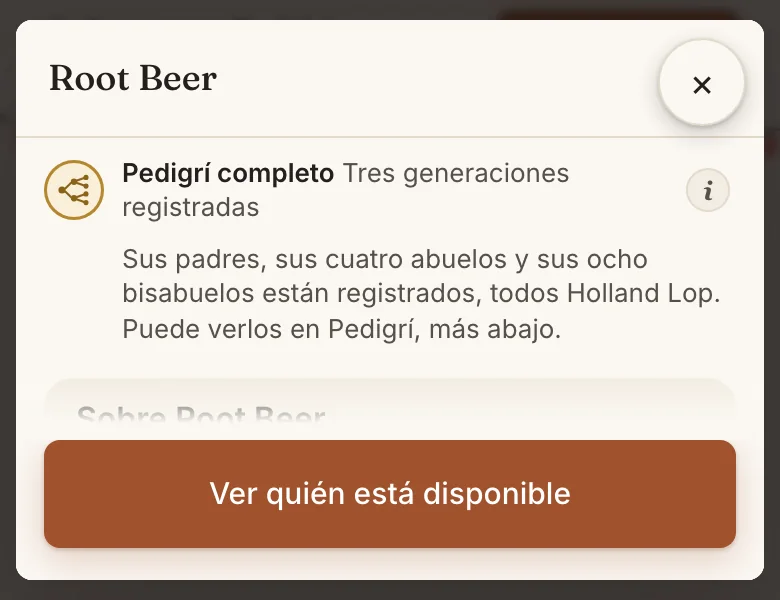 Root Beer
Pedigrí completo Tres generaciones
registradas
i
Sus padres, sus cuatro abuelos y sus ocho
bisabuelos están registrados, todos Holland Lop.
Puede verlos en Pedigrí, más abajo.
Sobre Root Beer
Ver quién está disponible